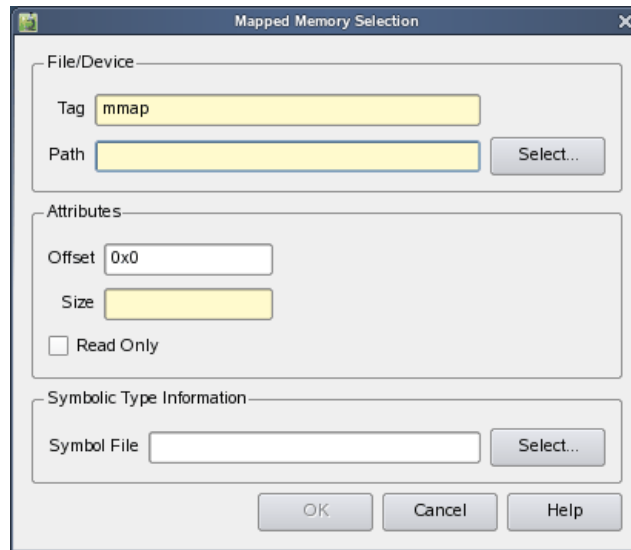 Mapped Memory Selection
File/Device
Tag mmap
Path Select...
Attributes
Offset 0x0
Size
Read Only
Symbolic Type Information
Symbol File Select...
OK Cancel Help